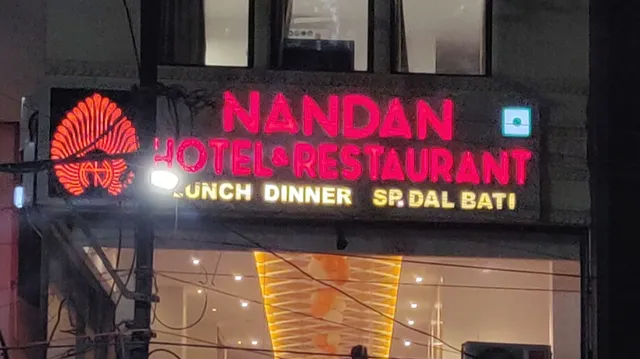 NANDAN
HOTEL & RESTAURANT
LUNCH DINNER SP. DAL BATI